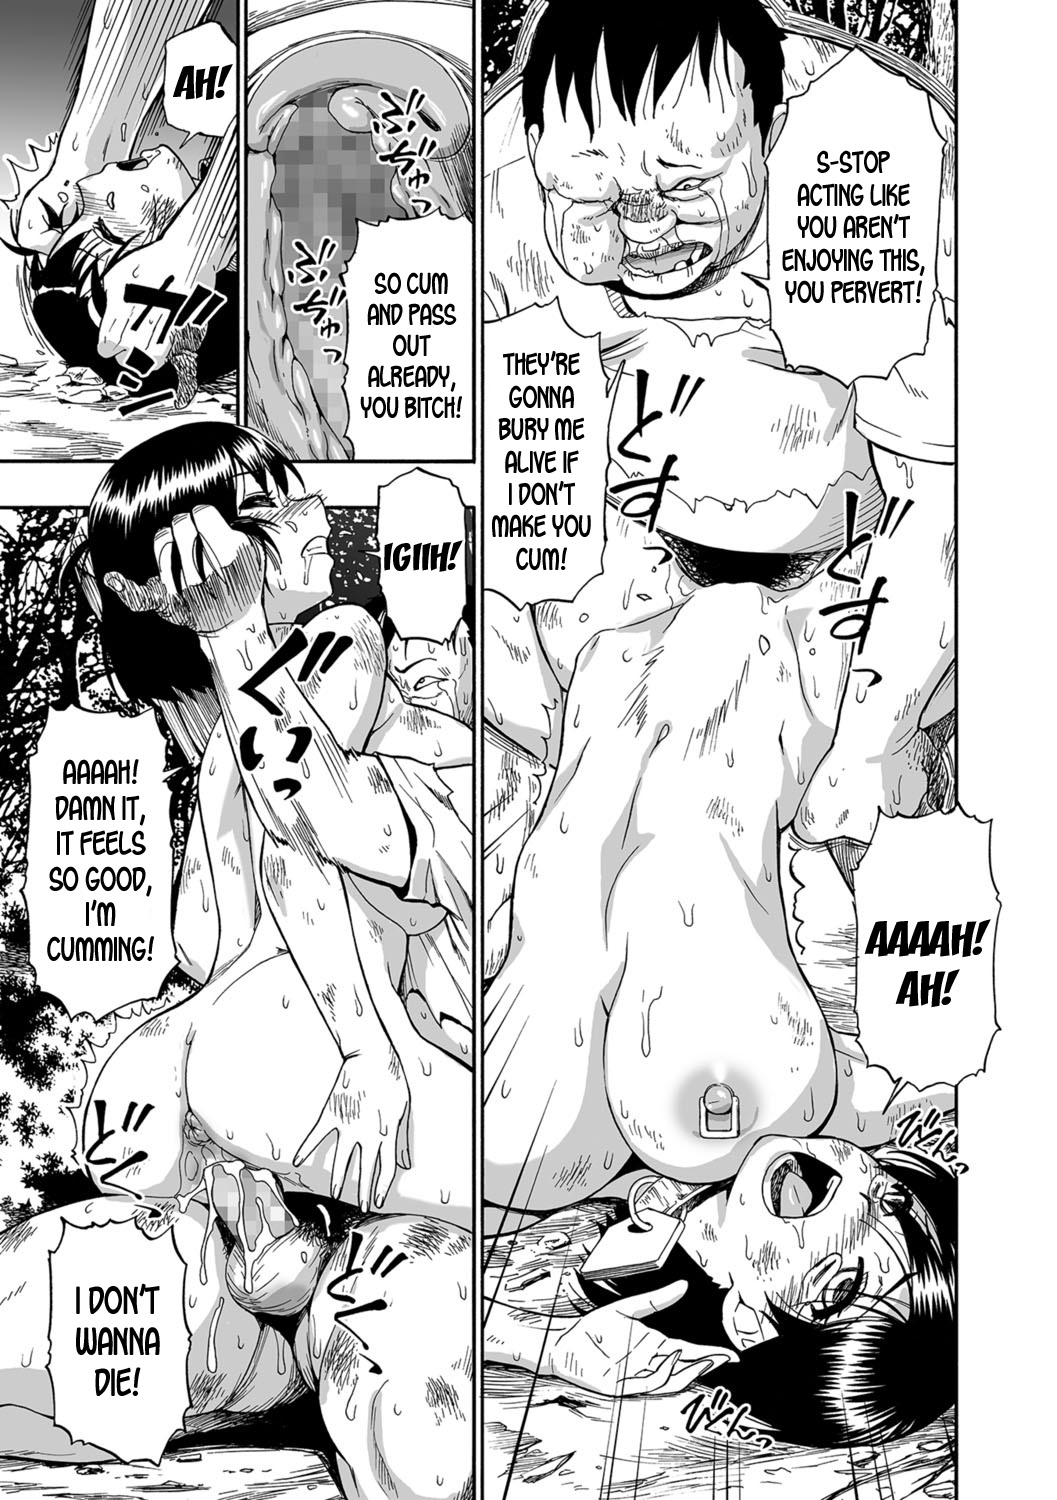 S-STOP
ACTING LIKE
YOU AREN'T
ENJOYING THIS,
YOU PERVERT!
THEY'RE
GONNA
BURY ME
ALIVE IF
I DON'T
MAKE YOU
CUM!
どすっ
どすっ
AAAAH!
AH!
SO CUM
AND PASS
OUT
ALREADY,
YOU BITCH!
ぶぢゅっ
ぶぢゅっ
AH!
IGIIH!
ぐいっ
AAAAH!
DAMN IT,
IT FEELS
SO GOOD,
I'M
CUMMING!
I DON'T
WANNA
DIE!